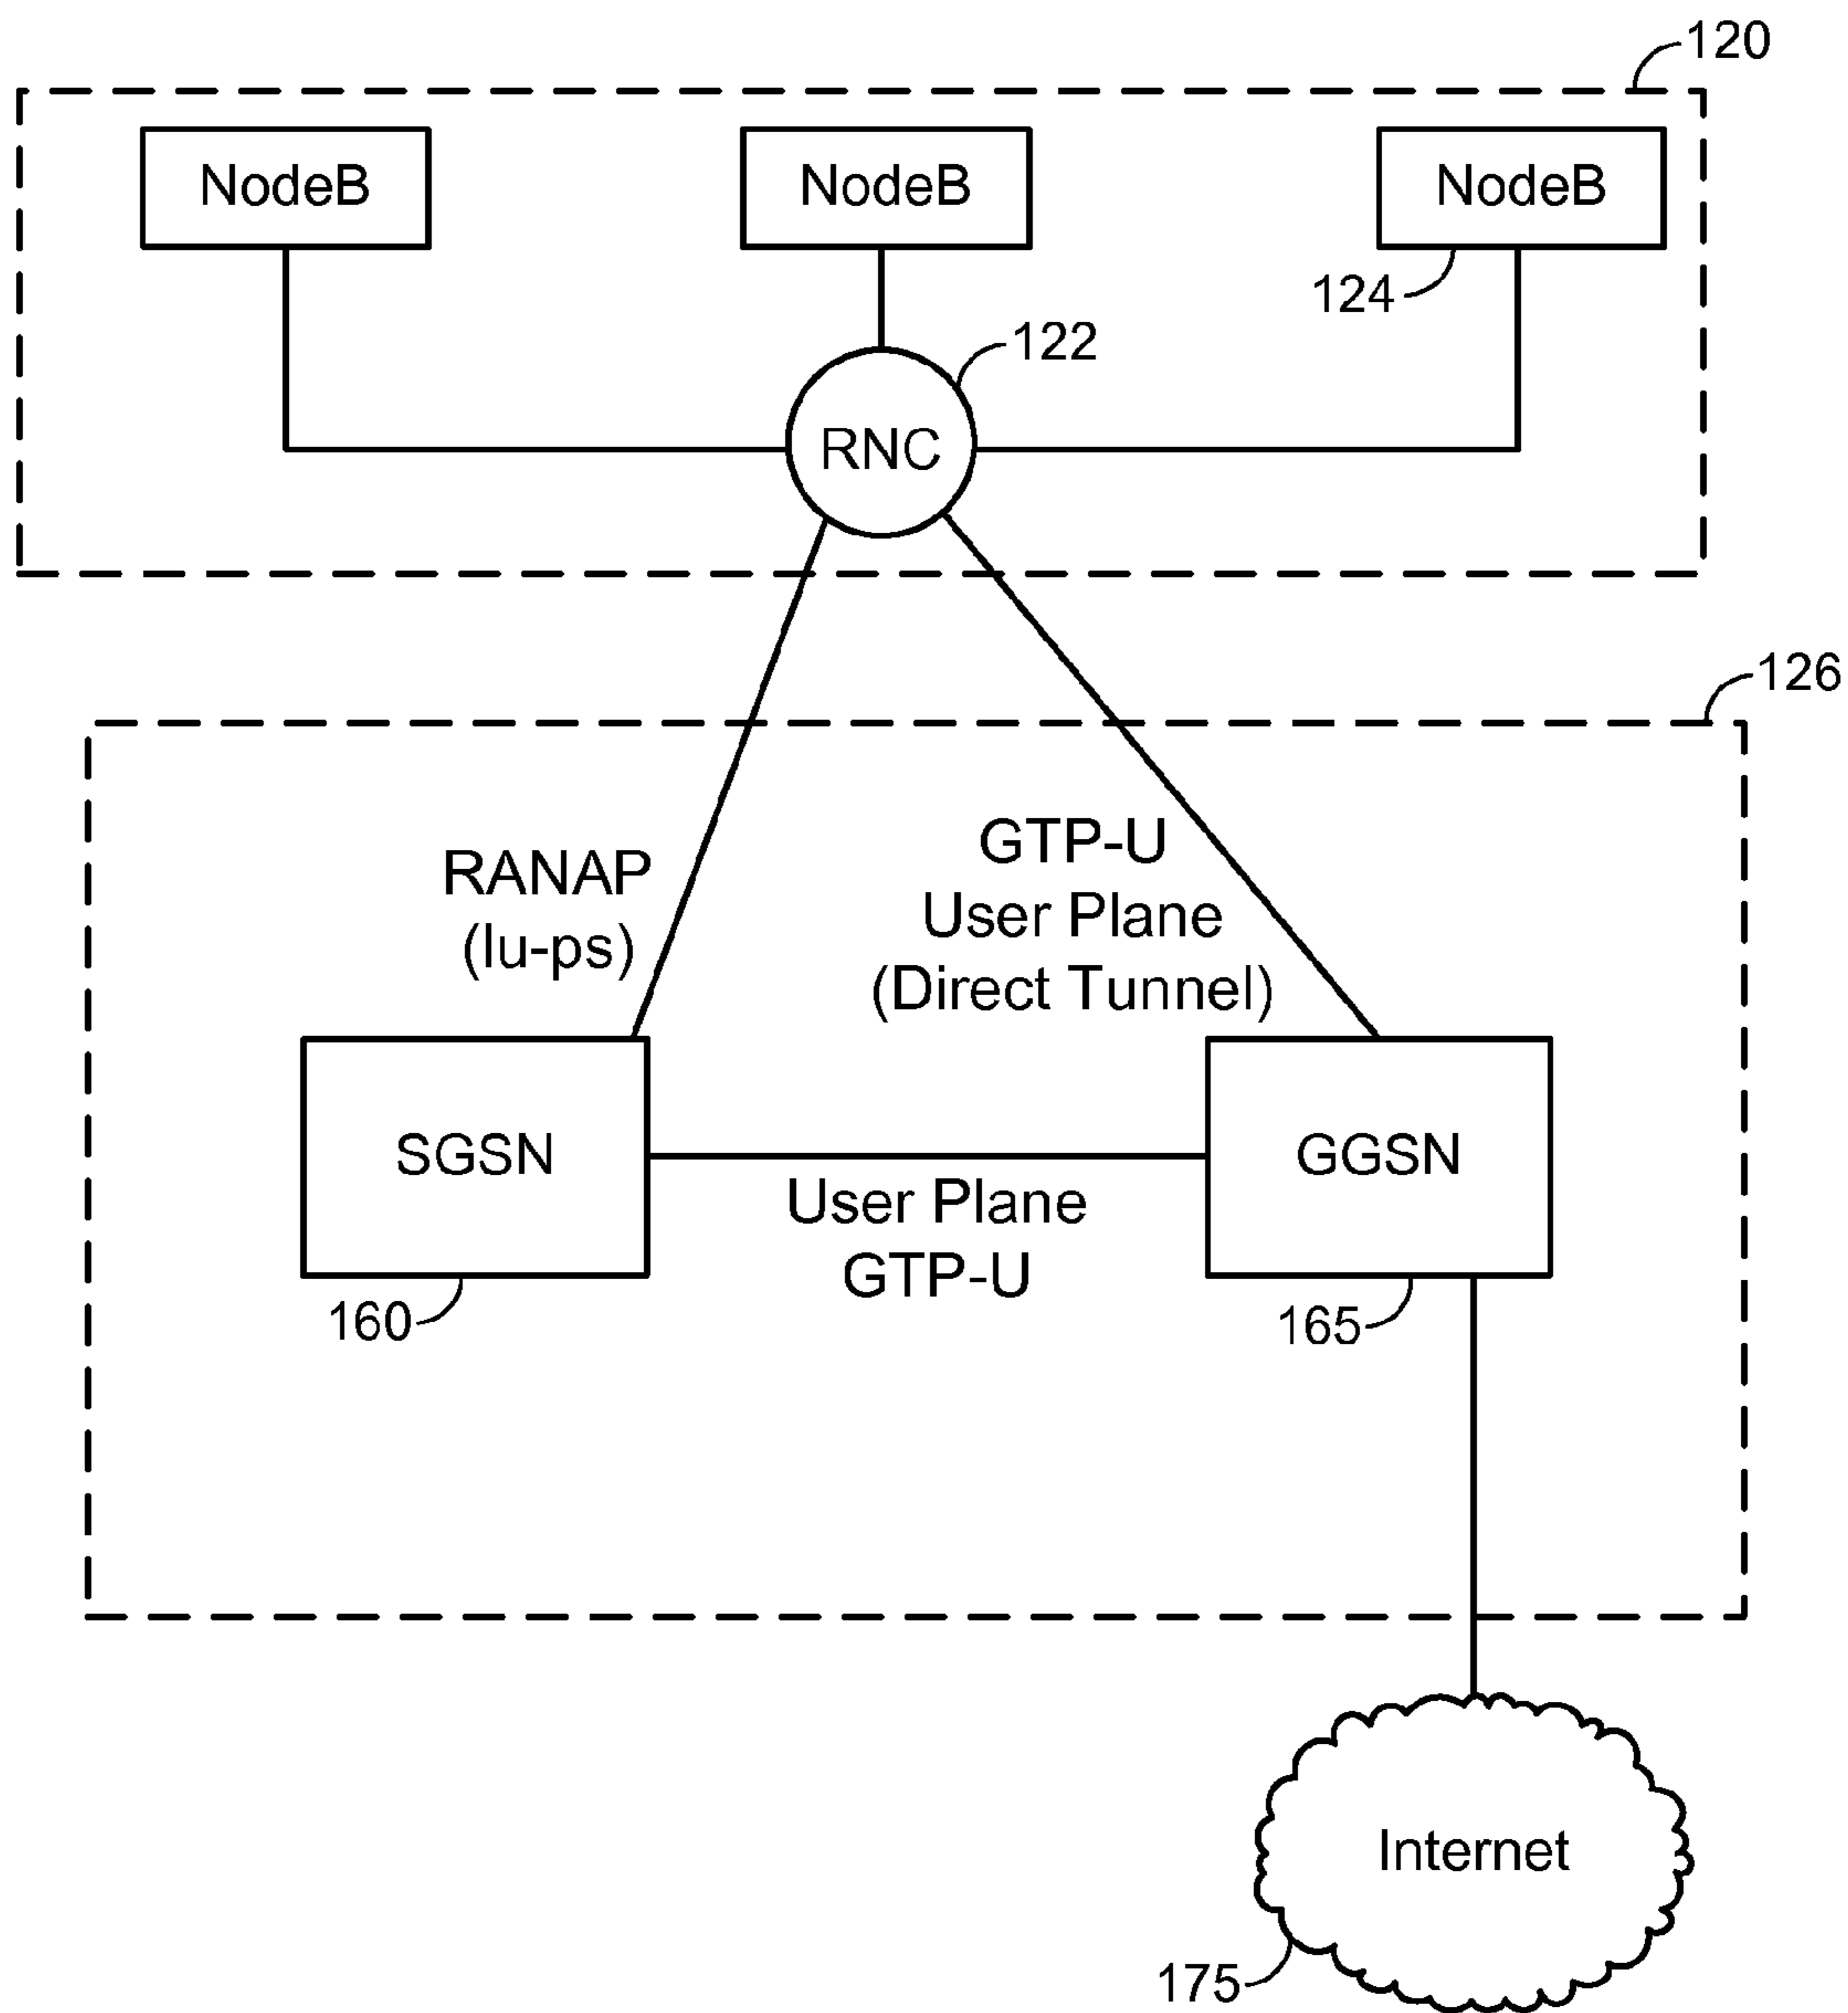 120
NodeB
NodeB
NodeB
124
122
RNC
126
RANAP
(Iu-ps)
GTP-U
User Plane
(Direct Tunnel)
SGSN
GGSN
User Plane
GTP-U
160
165
Internet
175